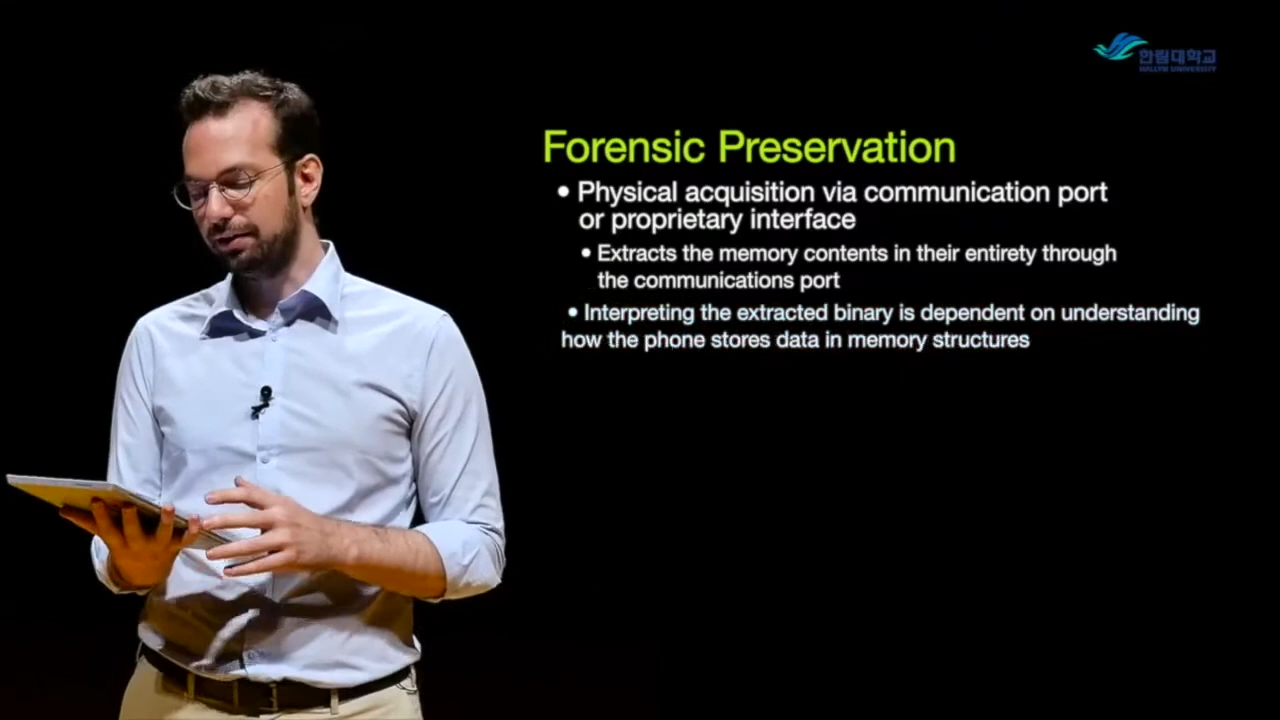 한림대학교
HALLYM UNIVERSITY
Forensic Preservation
• Physical acquisition via communication port
or proprietary interface
• Extracts the memory contents in their entirety through
the communications port
• Interpreting the extracted binary is dependent on understanding
how the phone stores data in memory structures